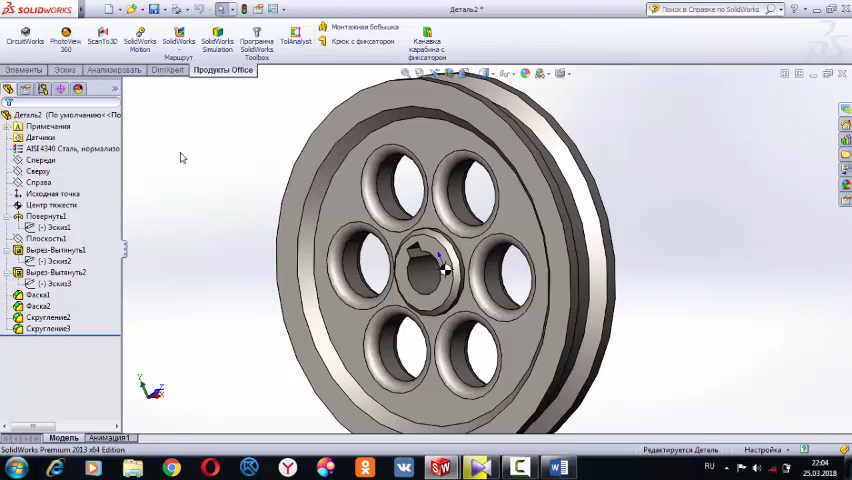 SOLIDWORKS
Деталь2 *
Поиск в Справке по SolidWorks
CircuitWorks
PhotoView 360
ScanTo3D
SolidWorks Motion
SolidWorks - Маршрут
SolidWorks Simulation
Программа SolidWorks Toolbox
TolAnalyst
Монтажная бобышка
Крюк с фиксатором
Канавка карабина с фиксатором
Элементы
Эскиз
Анализировать
DimXpert
Продукты Office
Деталь2 (По умолчанию<<По
Примечания
Датчики
AISI 4340 Сталь, нормализо
Спереди
Сверху
Справа
Исходная точка
Центр тяжести
Повернуть1
(-) Эскиз1
Плоскость1
Вырез-Вытянуть1
(-) Эскиз2
Вырез-Вытянуть2
(-) Эскиз3
Фаска1
Фаска2
Скругление2
Скругление3
Y
Z
X
Модель
Анимация1
SolidWorks Premium 2013 x64 Edition
Редактируется Деталь
Настройка
RU
22:04
25.03.2018